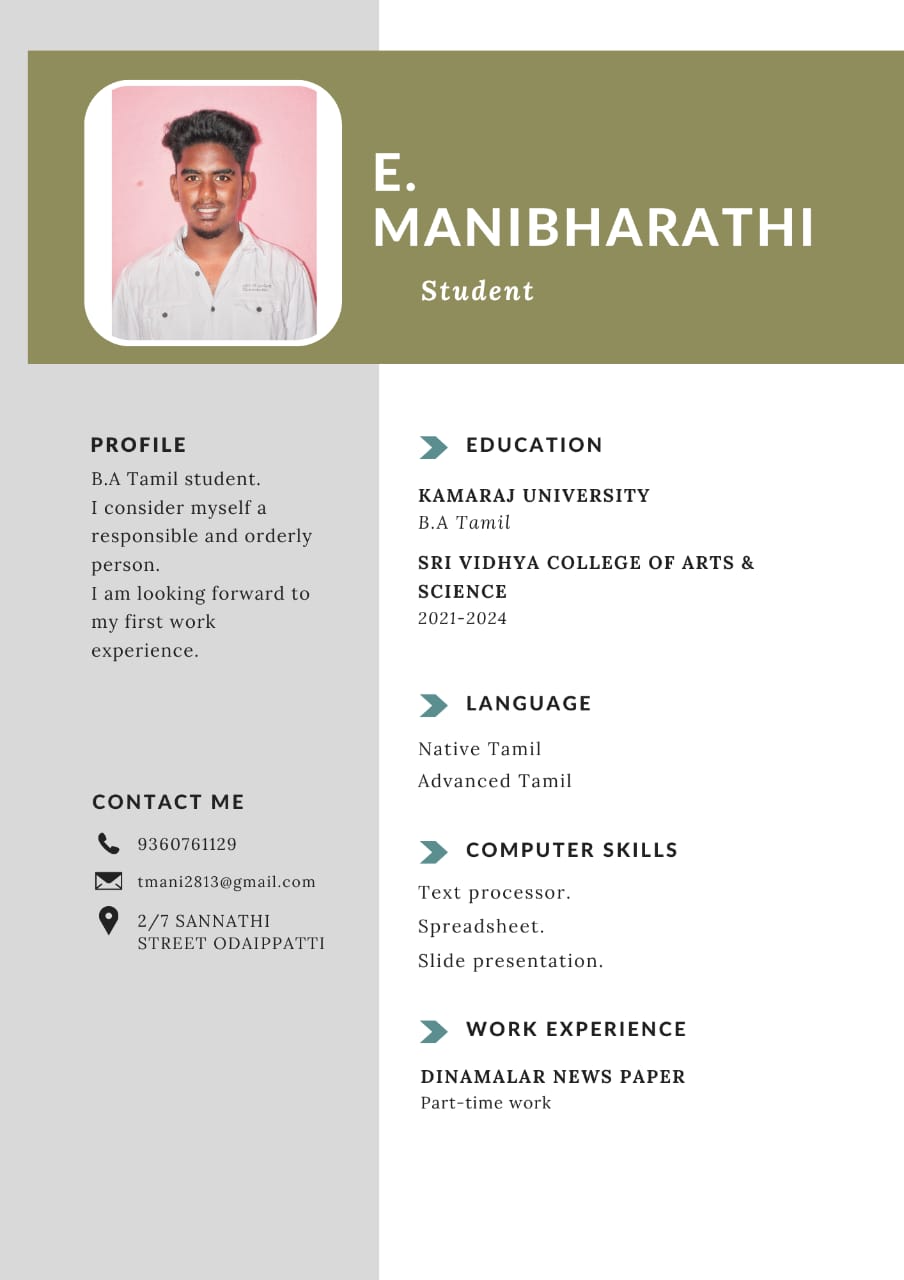 E.
MANIBHARATHI
Student
PROFILE
B.A Tamil student.
I consider myself a
responsible and orderly
person.
I am looking forward to
my first work
experience.
CONTACT ME
9360761129
tmani2813@gmail.com
2/7 SANNATHI
STREET ODAIPPATTI
EDUCATION
KAMARAJ UNIVERSITY
B.A Tamil
SRI VIDHYA COLLEGE OF ARTS &
SCIENCE
2021-2024
LANGUAGE
Native Tamil
Advanced Tamil
COMPUTER SKILLS
Text processor.
Spreadsheet.
Slide presentation.
WORK EXPERIENCE
DINAMALAR NEWS PAPER
Part-time work